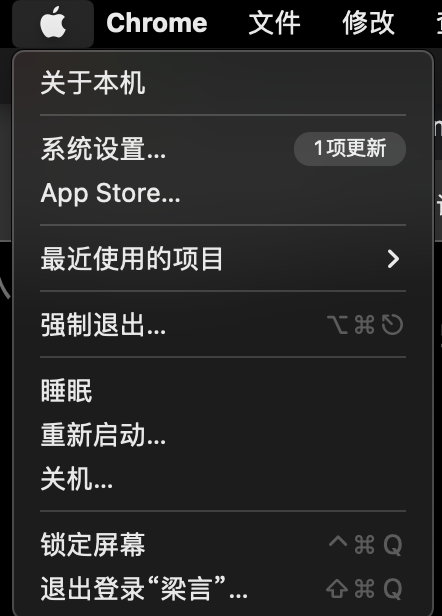 Chrome 文件 修改
关于本机
系统设置... 1项更新
App Store...
最近使用的项目
强制退出... ⌥⌘⎋
睡眠
重新启动...
关机...
锁定屏幕 ^⌘Q
退出登录“梁言”... ⇧⌘Q